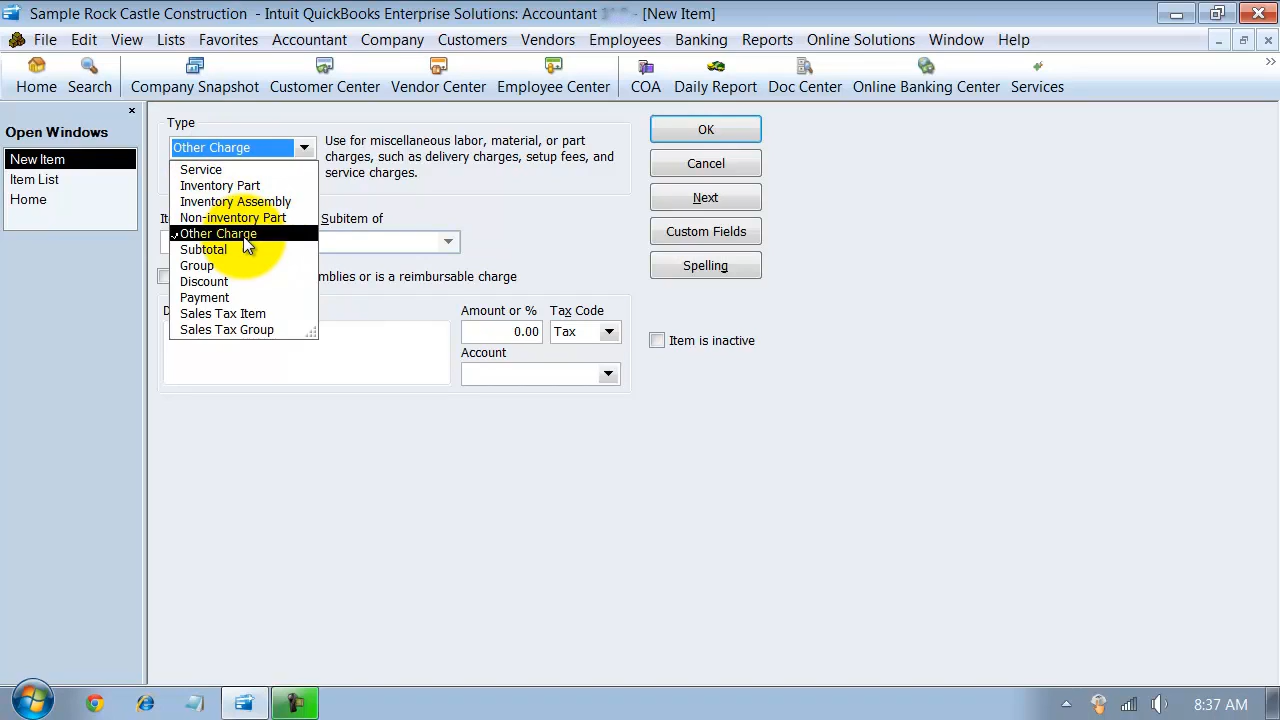 Sample Rock Castle Construction - Intuit QuickBooks Enterprise Solutions: Accountant - [New Item]
File Edit View Lists Favorites Accountant Company Customers Vendors Employees Banking Reports Online Solutions Window Help
Home Search Company Snapshot Customer Center Vendor Center Employee Center COA Daily Report Doc Center Online Banking Center Services
Open Windows
New Item
Item List
Home
Type
Other Charge
Use for miscellaneous labor, material, or part charges, such as delivery charges, setup fees, and service charges.
Service
Inventory Part
Inventory Assembly
Non-inventory Part
Other Charge
Subtotal
Group
Discount
Payment
Sales Tax Item
Sales Tax Group
Subitem of
mblies or is a reimbursable charge
Amount or % Tax Code
0.00 Tax
Account
OK
Cancel
Next
Custom Fields
Spelling
Item is inactive
8:37 AM